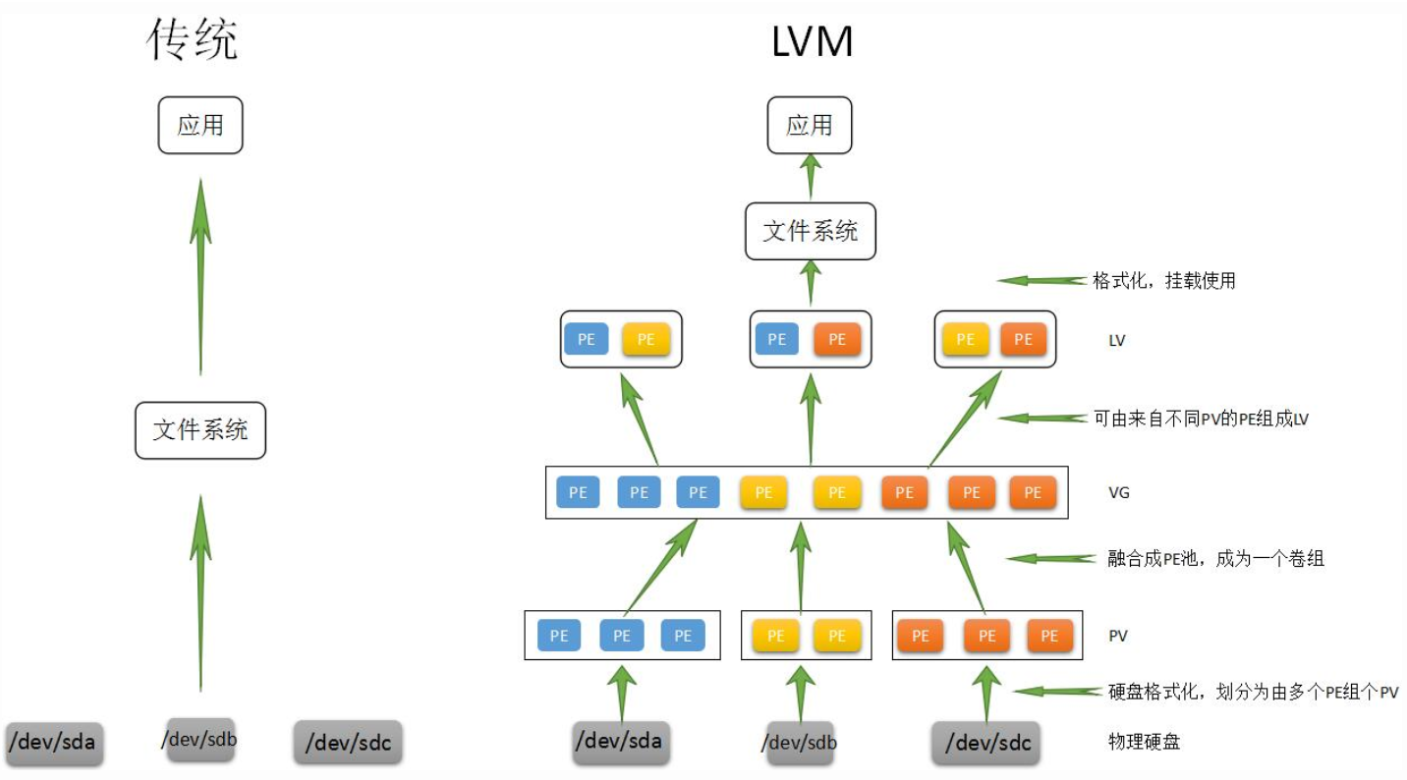 传统
LVM
应用
应用
文件系统
格式化，挂载使用
PE PE
PE PE
PE PE
LV
可由来自不同PV的PE组成LV
文件系统
PE PE PE PE PE PE PE PE
VG
融合成PE池，成为一个卷组
PE PE PE
PE PE
PE PE PE
PV
硬盘格式化，划分为由多个PE组个PV
/dev/sda
/dev/sdb
/dev/sdc
/dev/sda
/dev/sdb
/dev/sdc
物理硬盘